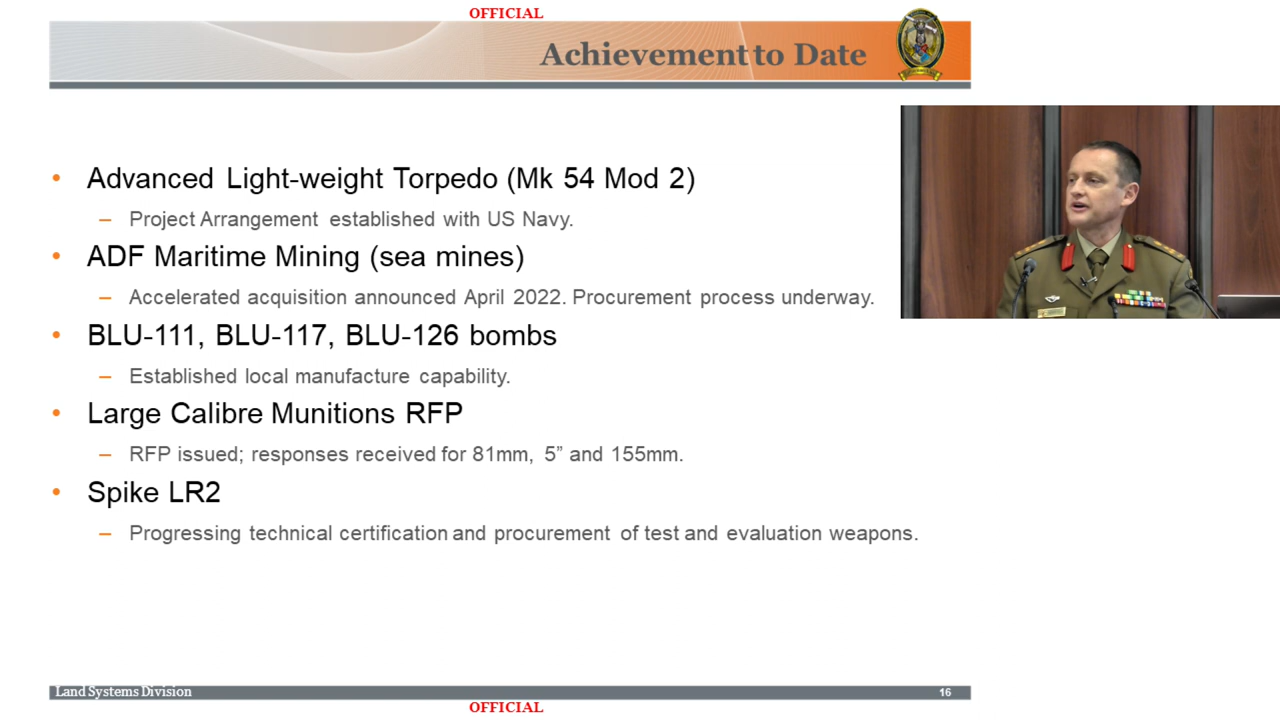 OFFICIAL
Achievement to Date
• Advanced Light-weight Torpedo (Mk 54 Mod 2)
– Project Arrangement established with US Navy.
• ADF Maritime Mining (sea mines)
– Accelerated acquisition announced April 2022. Procurement process underway.
• BLU-111, BLU-117, BLU-126 bombs
– Established local manufacture capability.
• Large Calibre Munitions RFP
– RFP issued; responses received for 81mm, 5” and 155mm.
• Spike LR2
– Progressing technical certification and procurement of test and evaluation weapons.
Land Systems Division
16
OFFICIAL